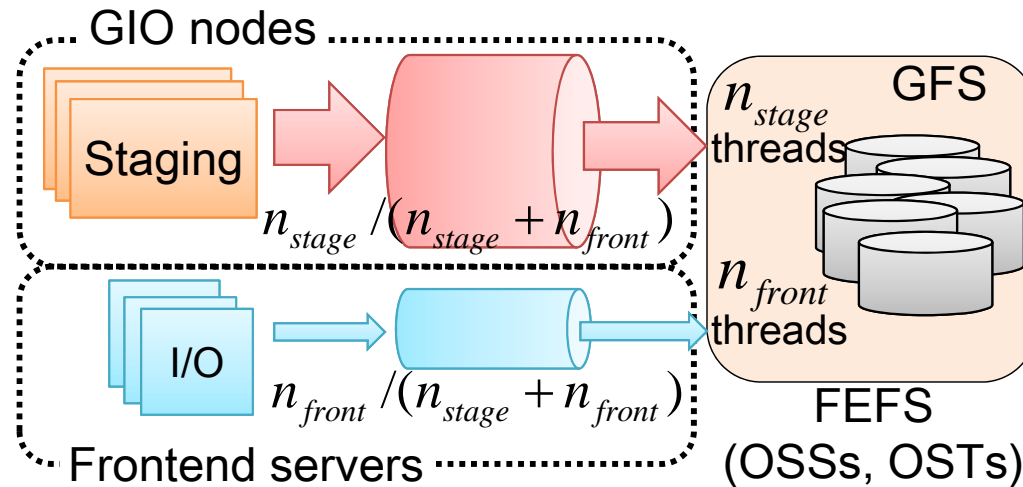 GIO nodes
Staging
n_stage /(n_stage + n_front)
I/O
n_front /(n_stage + n_front)
Frontend servers
GFS
n_stage
threads
n_front
threads
FEFS
(OSSs, OSTs)